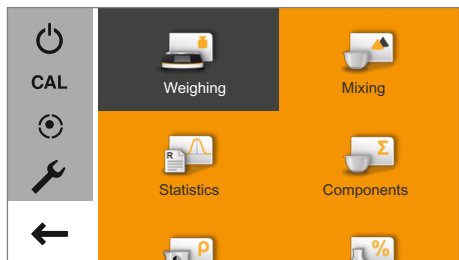 CAL
Weighing
Mixing
R
Σ
Statistics
Components
ρ
%